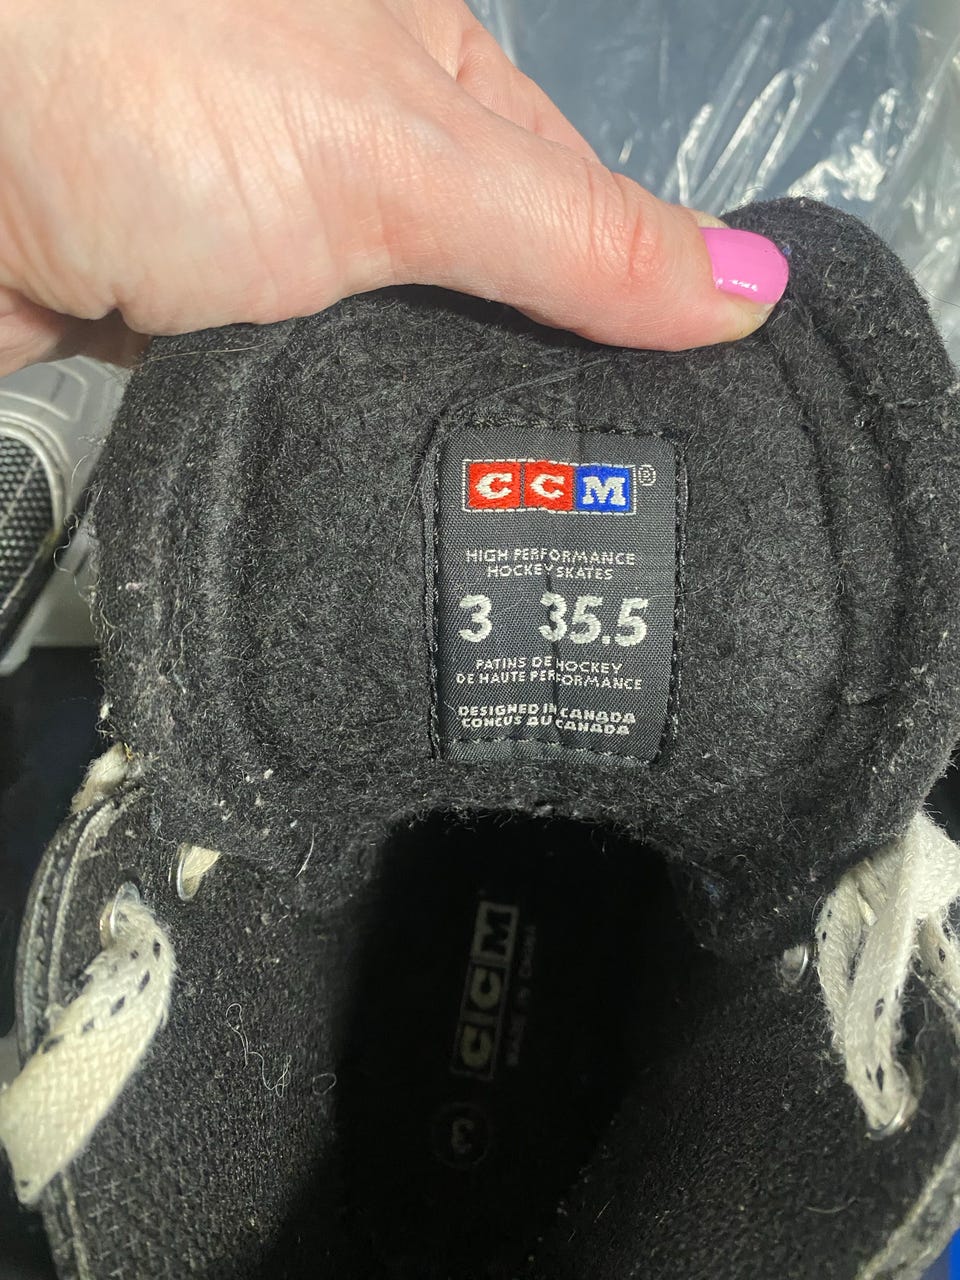 CCM®
HIGH PERFORMANCE
HOCKEY SKATES
3 35.5
PATINS DE HOCKEY
DE HAUTE PERFORMANCE
DESIGNED IN CANADA
CONCUS AU CANADA
CCM
MADE IN CHINA
3